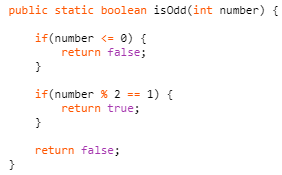 public static boolean isOdd(int number) {
if(number <= 0) {
return false;
}
if(number % 2 == 1) {
return true;
}
return false;
}